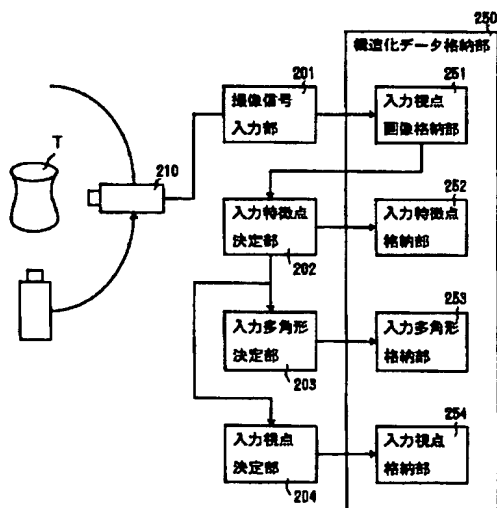 250
構造化データ格納部
201
撮像信号
入力部
251
入力視点
画像格納部
T
210
入力特徴点
決定部
202
252
入力特徴点
格納部
入力多角形
決定部
203
253
入力多角形
格納部
入力視点
決定部
204
254
入力視点
格納部